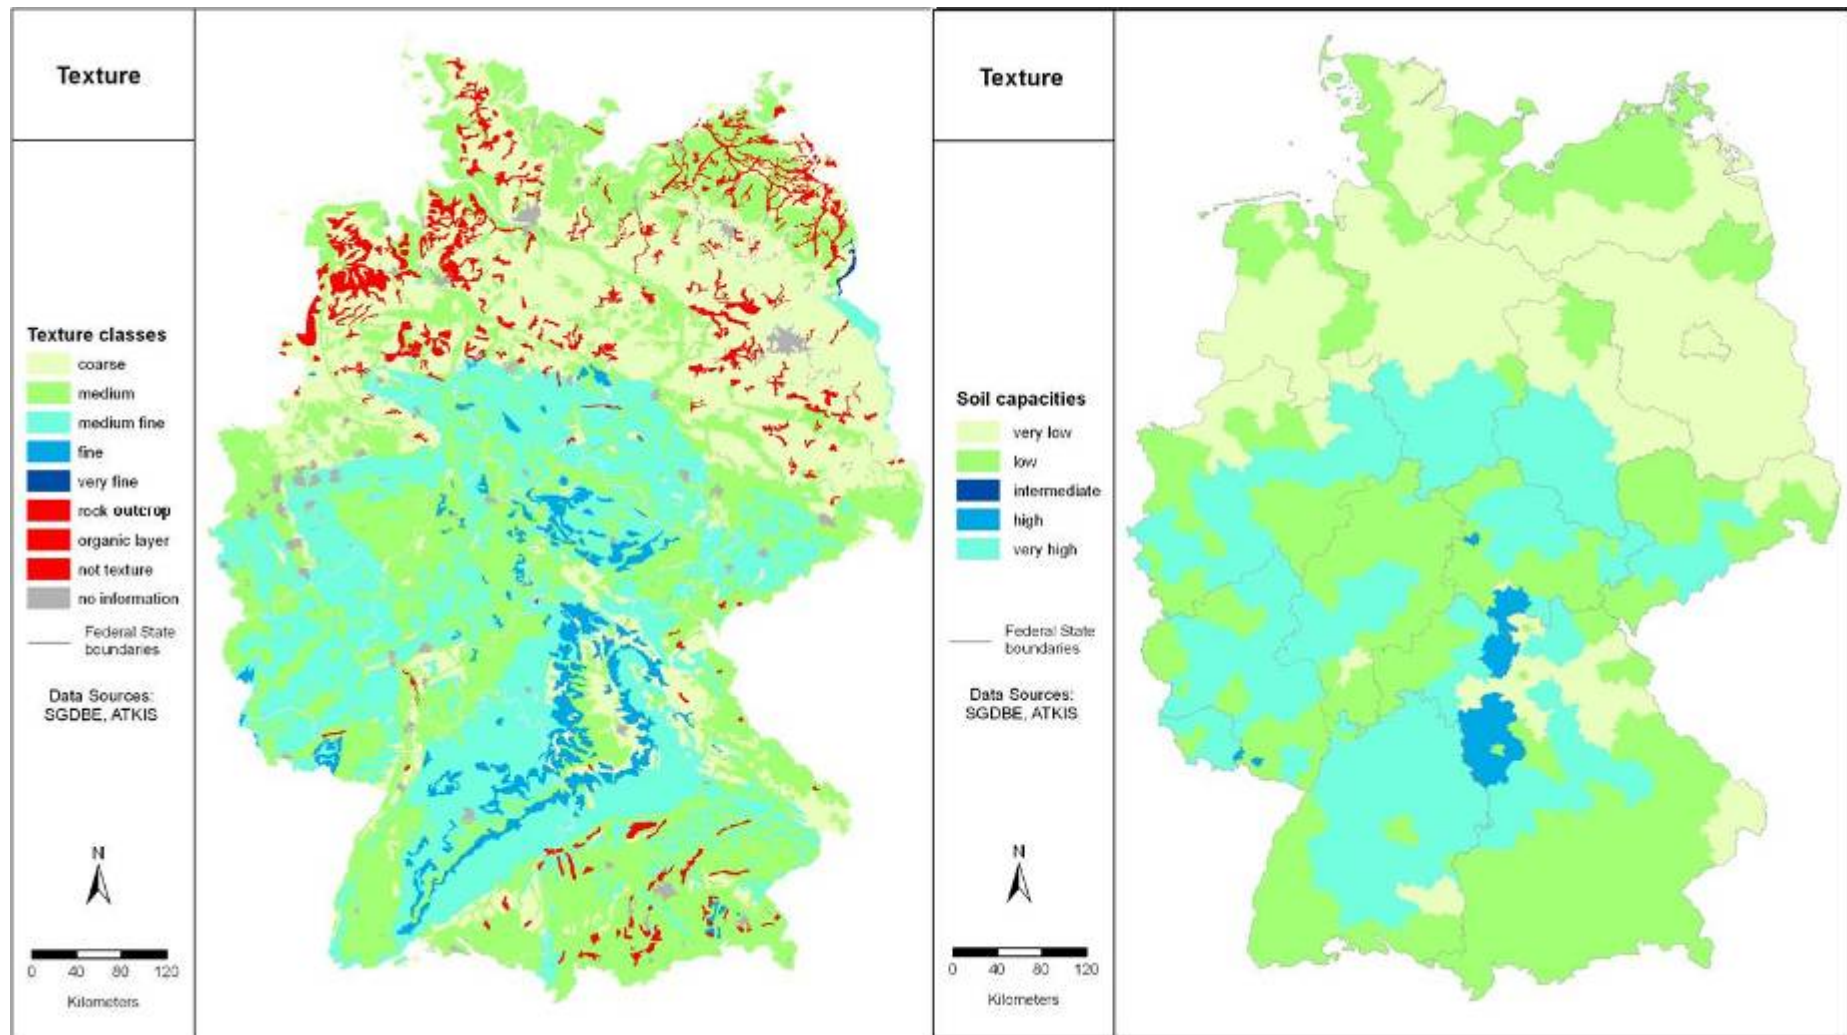 Texture
Texture classes
coarse
medium
medium fine
fine
very fine
rock outcrop
organic layer
not texture
no information
Federal State
boundaries
Data Sources:
SGDBE, ATKIS
N
0 40 80 120
Kilometers
Texture
Soil capacities
very low
low
intermediate
high
very high
Federal State
boundaries
Data Sources:
SGDBE, ATKIS
N
0 40 80 120
Kilometers